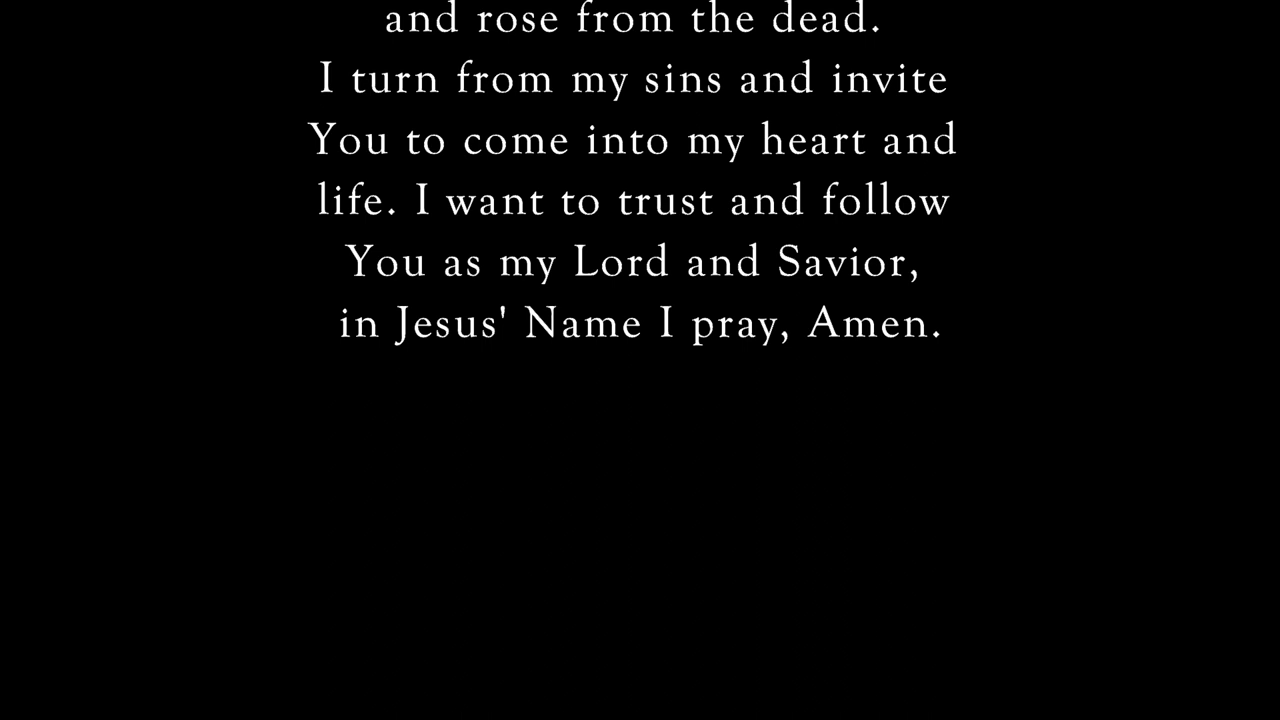 and rose from the dead.
I turn from my sins and invite
You to come into my heart and
life. I want to trust and follow
You as my Lord and Savior,
in Jesus' Name I pray, Amen.